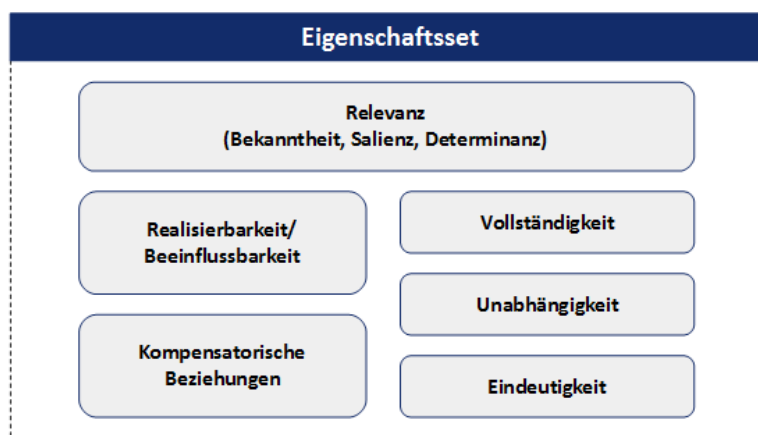 Eigenschaftsset
Relevanz
(Bekanntheit, Salienz, Determinanz)
Realisierbarkeit/
Beeinflussbarkeit
Kompensatorische
Beziehungen
Vollständigkeit
Unabhängigkeit
Eindeutigkeit